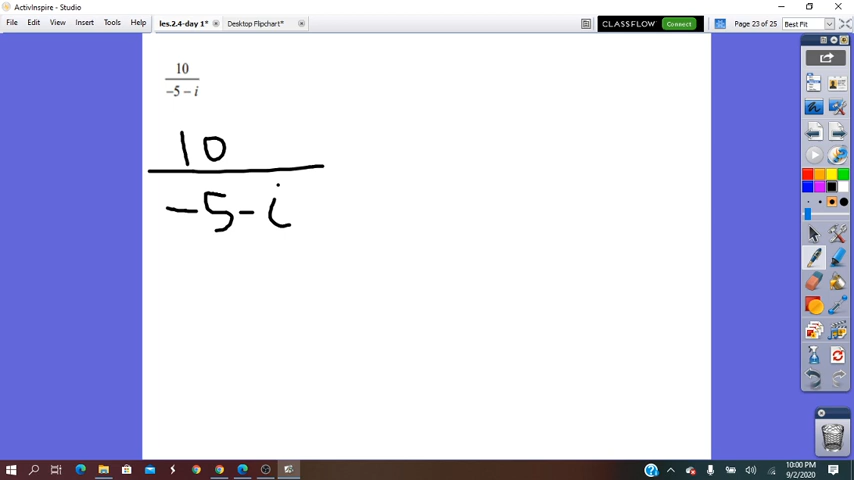 ActivInspire - Studio
File Edit View Insert Tools Help
les.2.4-day 1*
Desktop Flipchart*
CLASSFLOW Connect
Page 23 of 25
Best Fit
10
-5 - i
10
-5 - i
10:00 PM
9/2/2020